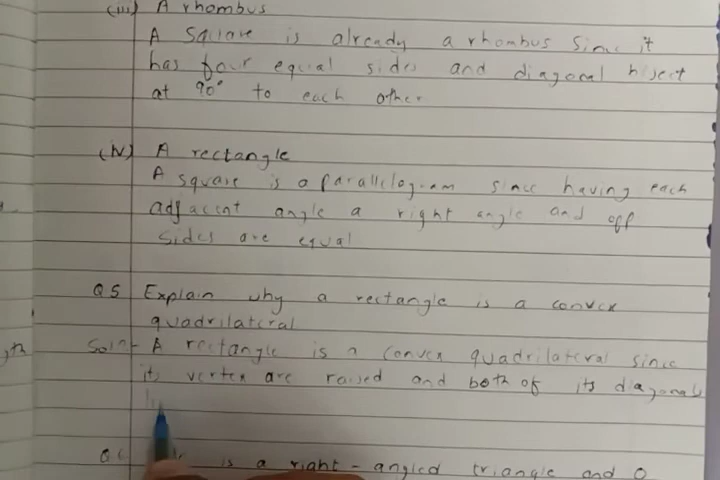 (iii) A rhombus
A square is already a rhombus since it
has four equal sides and diagonal bisect
at 90° to each other
(iv) A rectangle
A square is a parallelogram since having each
adjacent angle a right angle and opp
sides are equal
Q5 Explain why a rectangle is a convex
quadrilateral
Soln- A rectangle is a convex quadrilateral since
its vertex are raised and both of its diagonals
is a right-angled triangle and O